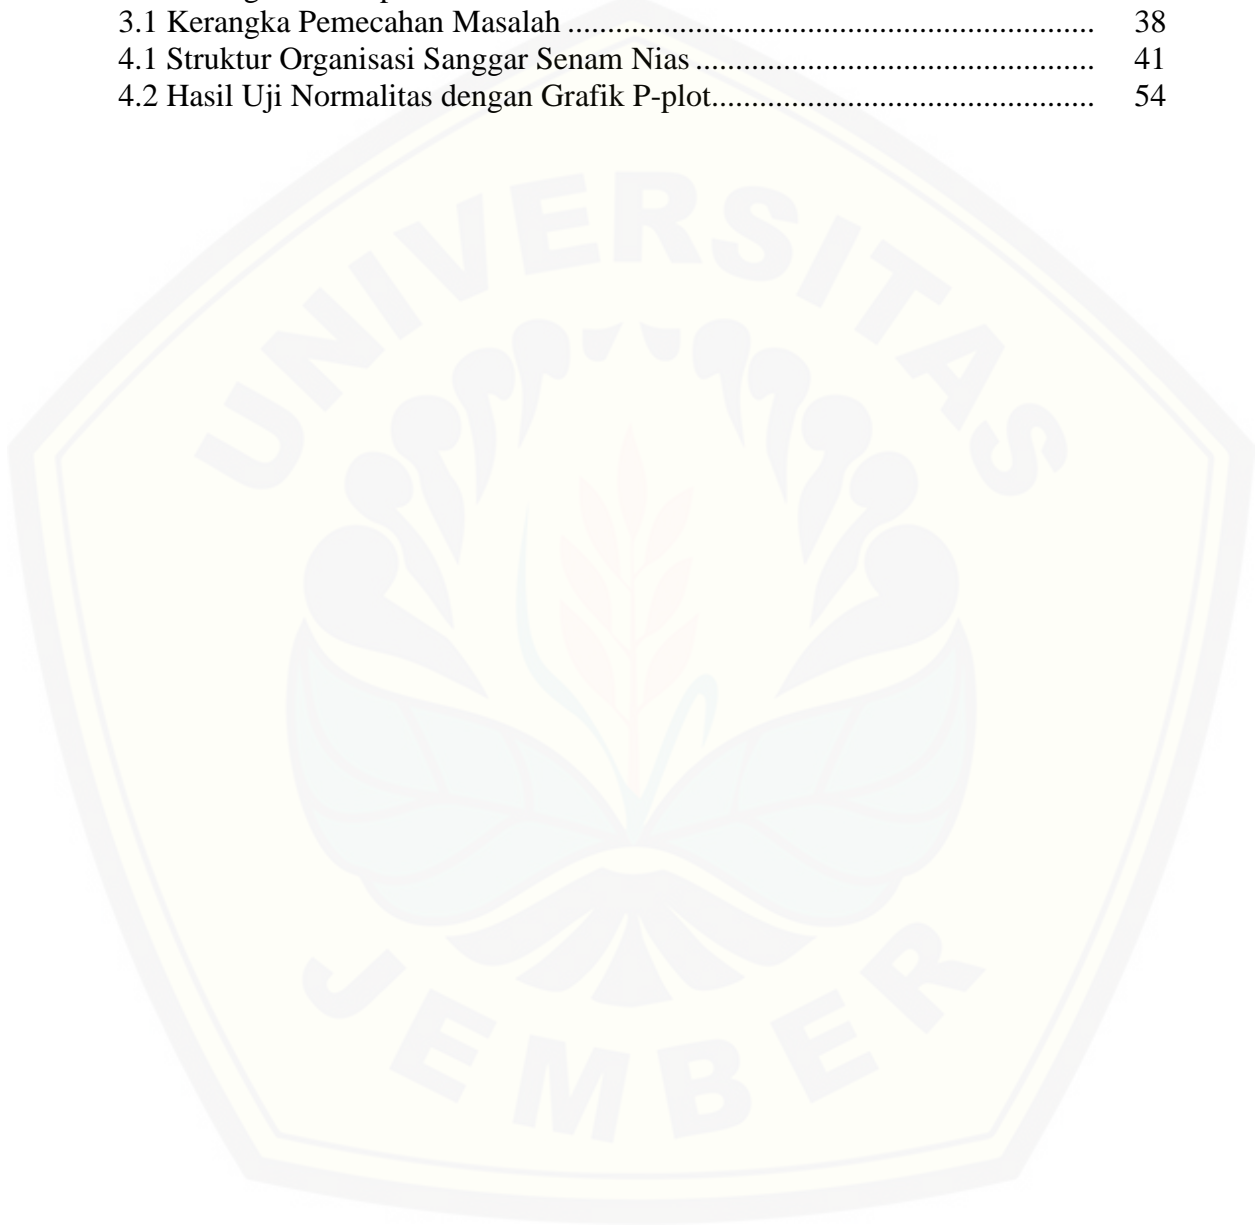 3.1 Kerangka Pemecahan Masalah .................................................................. 38
4.1 Struktur Organisasi Sanggar Senam Nias .................................................. 41
4.2 Hasil Uji Normalitas dengan Grafik P-plot................................................ 54
UNIVERSITAS
JEMBER